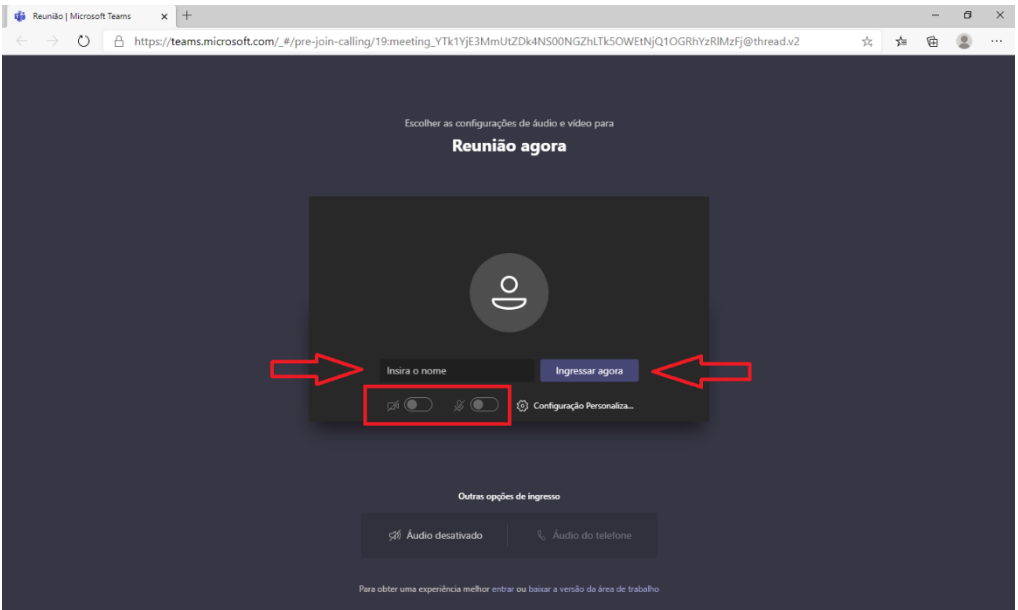 Reunião | Microsoft Teams
https://teams.microsoft.com/_#/pre-join-calling/19:meeting_YTk1YjE3MmUtZDk4NS00NGZhLTk5OWEtNjQ1OGRhYzRlMzFj@thread.v2
Escolher as configurações de áudio e vídeo para
Reunião agora
Insira o nome
Ingressar agora
Configuração Personaliza...
Outras opções de ingresso
Áudio desativado
Áudio do telefone
Para obter uma experiência melhor entrar ou baixar a versão da área de trabalho